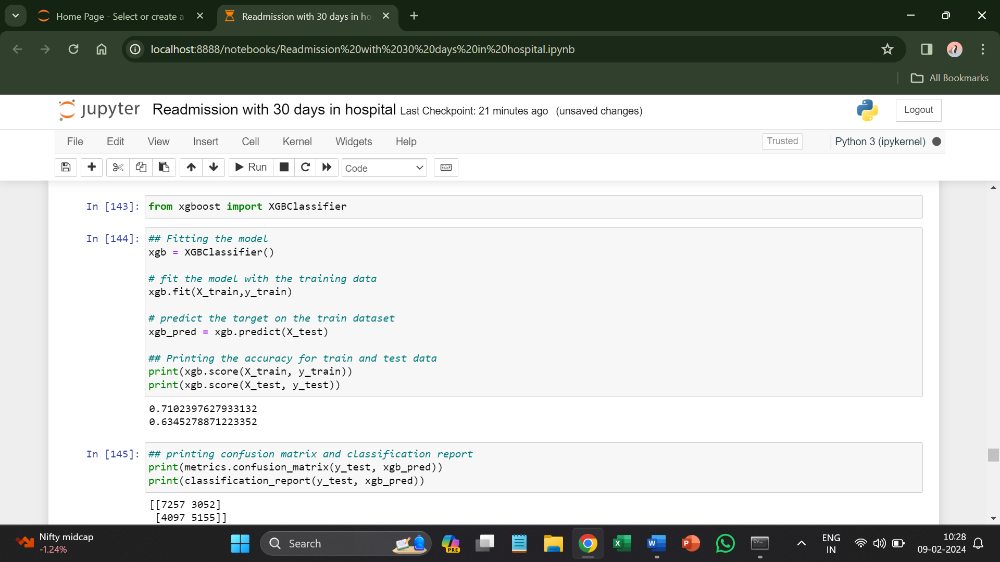 Home Page - Select or create a
Readmission with 30 days in ho
localhost:8888/notebooks/Readmission%20with%2030%20days%20in%20hospital.ipynb
All Bookmarks
jupyter Readmission with 30 days in hospital Last Checkpoint: 21 minutes ago (unsaved changes)
Logout
File Edit View Insert Cell Kernel Widgets Help
Trusted
Python 3 (ipykernel)
Run
Code
In [143]: from xgboost import XGBClassifier
In [144]: ## Fitting the model
xgb = XGBClassifier()
# fit the model with the training data
xgb.fit(X_train,y_train)
# predict the target on the train dataset
xgb_pred = xgb.predict(X_test)
## Printing the accuracy for train and test data
print(xgb.score(X_train, y_train))
print(xgb.score(X_test, y_test))
0.7102397627933132
0.6345278871223352
In [145]: ## printing confusion matrix and classification report
print(metrics.confusion_matrix(y_test, xgb_pred))
print(classification_report(y_test, xgb_pred))
[[7257 3052]
[4097 5155]]
Nifty midcap
-1.24%
Search
PRE
ENG
IN
10:28
09-02-2024